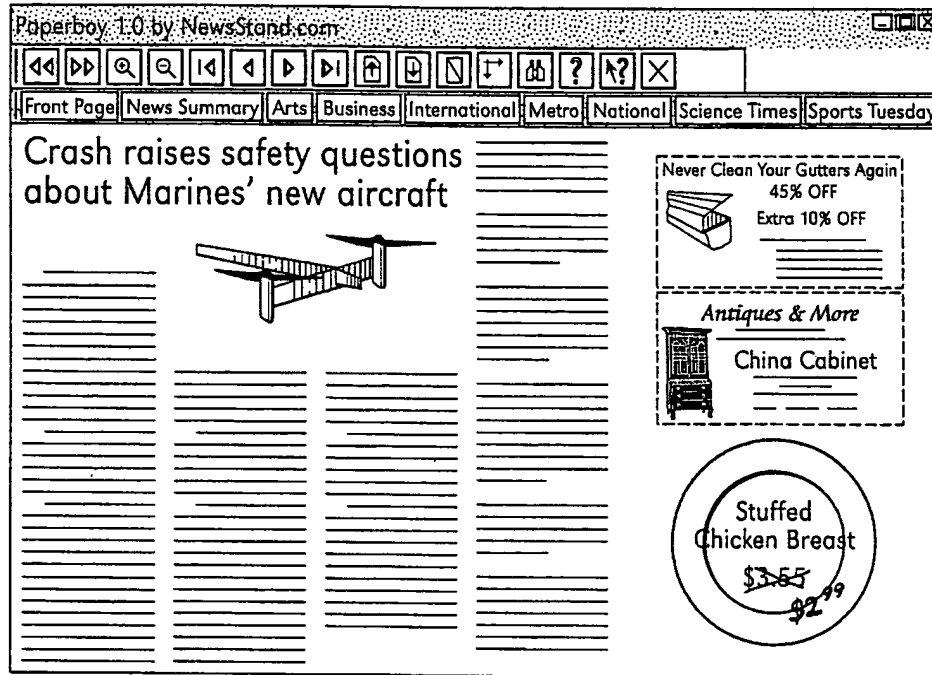 Paperboy 1.0 by NewsStand.com
Front Page News Summary Arts Business International Metro National Science Times Sports Tuesday
Crash raises safety questions
about Marines' new aircraft
Never Clean Your Gutters Again
45% OFF
Extra 10% OFF
Antiques & More
China Cabinet
Stuffed
Chicken Breast
$3.55
$2.99